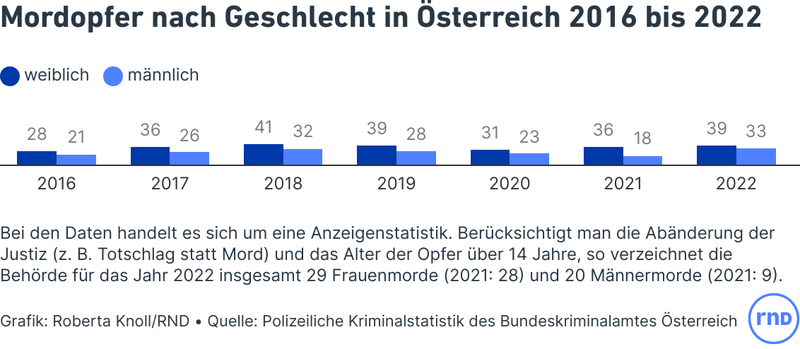 Mordopfer nach Geschlecht in Österreich 2016 bis 2022
weiblich männlich
28 21 36 26 41 32 39 28 31 23 36 18 39 33
2016 2017 2018 2019 2020 2021 2022
Bei den Daten handelt es sich um eine Anzeigenstatistik. Berücksichtigt man die Abänderung der
Justiz (z. B. Totschlag statt Mord) und das Alter der Opfer über 14 Jahre, so verzeichnet die
Behörde für das Jahr 2022 insgesamt 29 Frauenmorde (2021: 28) und 20 Männermorde (2021: 9).
Grafik: Roberta Knoll/RND • Quelle: Polizeiliche Kriminalstatistik des Bundeskriminalamtes Österreich
rnd